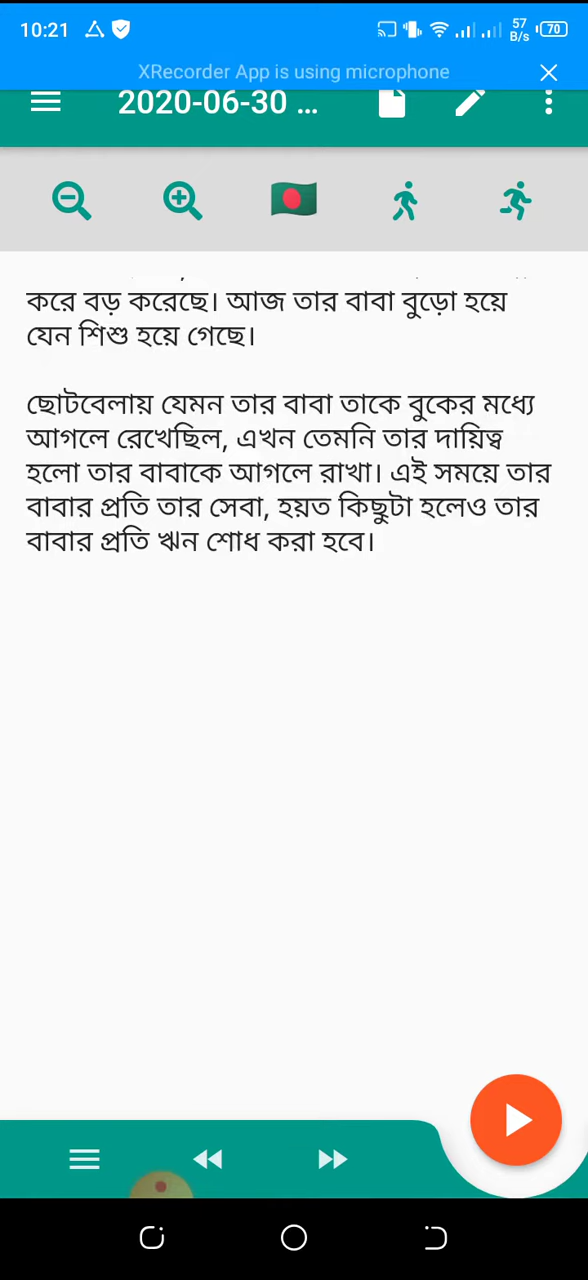 10:21
57
B/s
70
XRecorder App is using microphone
2020-06-30 ...
করে বড় করেছে। আজ তার বাবা বুড়ো হয়ে
যেন শিশু হয়ে গেছে।
ছোটবেলায় যেমন তার বাবা তাকে বুকের মধ্যে
আগলে রেখেছিল, এখন তেমনি তার দায়িত্ব
হলো তার বাবাকে আগলে রাখা। এই সময়ে তার
বাবার প্রতি তার সেবা, হয়ত কিছুটা হলেও তার
বাবার প্রতি ঋন শোধ করা হবে।